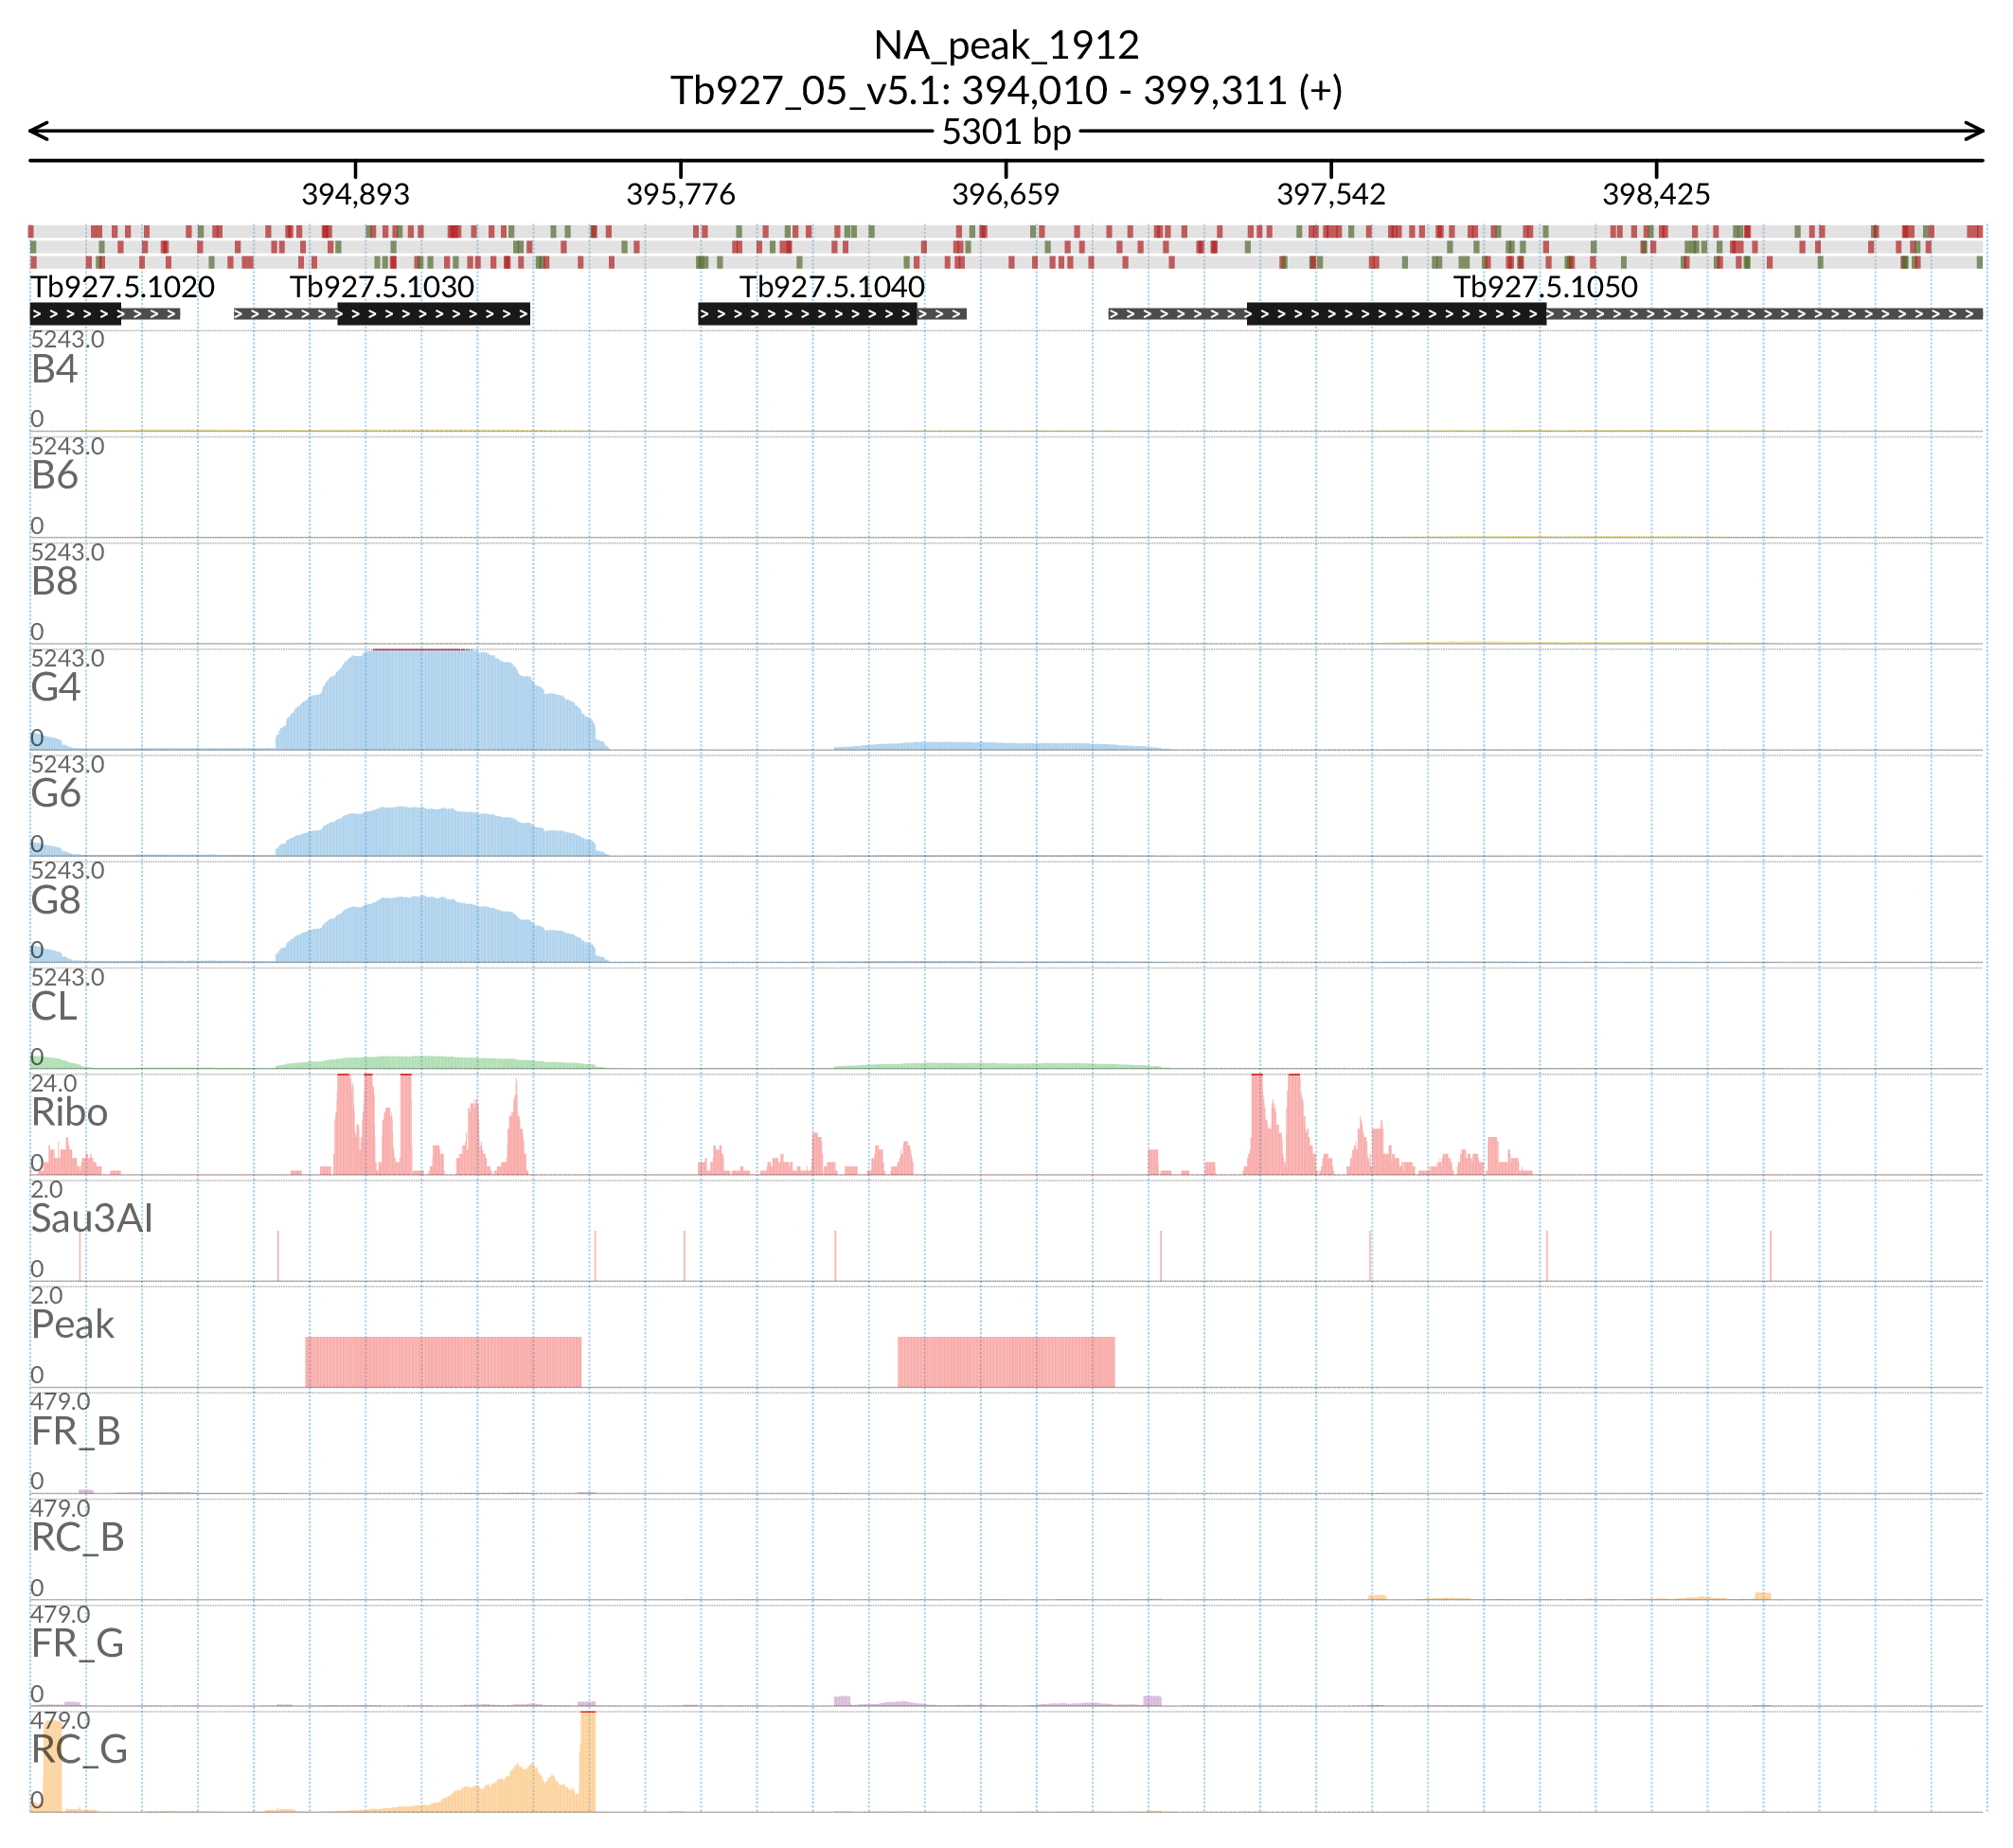 NA_peak_1912
Tb927_05_v5.1: 394,010 - 399,311 (+)
5301 bp
394,893 395,776 396,659 397,542 398,425
Tb927.5.1020 Tb927.5.1030 Tb927.5.1040 Tb927.5.1050
5243.0
B4
0
5243.0
B6
0
5243.0
B8
0
5243.0
G4
0
5243.0
G6
0
5243.0
G8
0
5243.0
CL
0
24.0
Ribo
0
2.0
Sau3AI
0
2.0
Peak
0
479.0
FR_B
0
479.0
RC_B
0
479.0
FR_G
0
479.0
RC_G
0